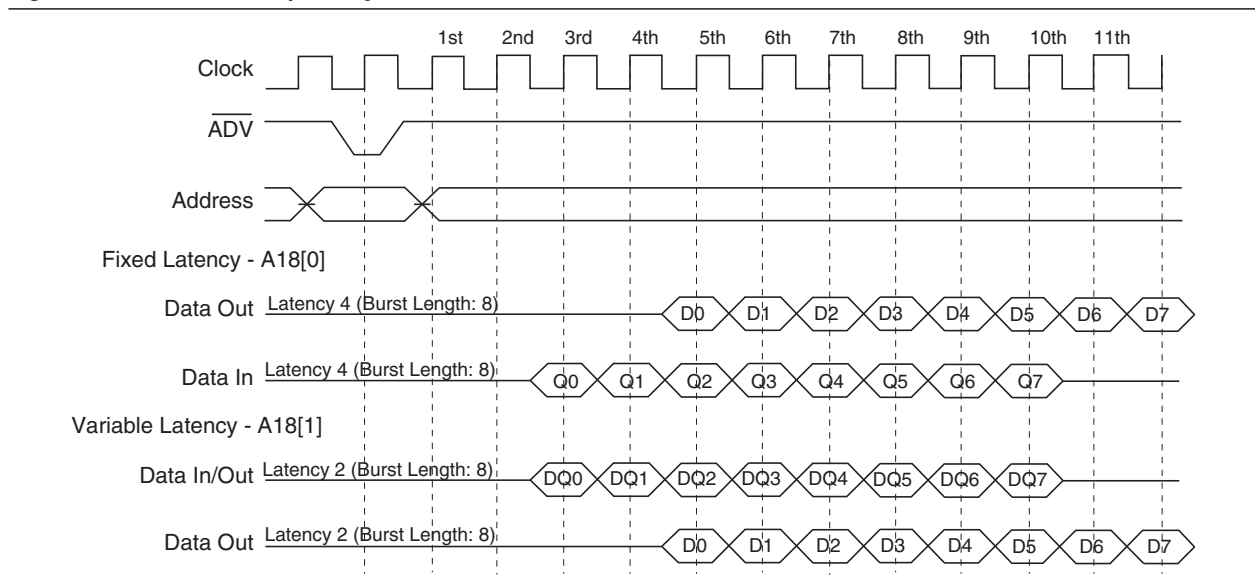 1st 2nd 3rd 4th 5th 6th 7th 8th 9th 10th 11th
Clock
ADV
Address
Fixed Latency - A18[0]
Data Out Latency 4 (Burst Length: 8) D0 D1 D2 D3 D4 D5 D6 D7
Data In Latency 4 (Burst Length: 8) Q0 Q1 Q2 Q3 Q4 Q5 Q6 Q7
Variable Latency - A18[1]
Data In/Out Latency 2 (Burst Length: 8) DQ0 DQ1 DQ2 DQ3 DQ4 DQ5 DQ6 DQ7
Data Out Latency 2 (Burst Length: 8) D0 D1 D2 D3 D4 D5 D6 D7